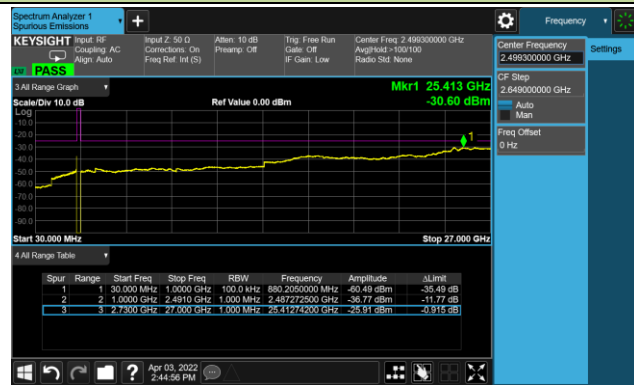 Spectrum Analyzer 1
Spurious Emissions
+
Frequency
KEYSIGHT
Input: RF
Coupling: AC
Align: Auto
Input Z: 50 Ω
Corrections: On
Freq Ref: Int (S)
Atten: 10 dB
Preamp: Off
Trig: Free Run
Gate: Off
IF Gain: Low
Center Freq: 2.499300000 GHz
Avg|Hold:>100/100
Radio Std: None
PASS
Center Frequency
2.499300000 GHz
Settings
CF Step
2.649000000 GHz
Auto
Man
Freq Offset
0 Hz
3 All Range Graph
Mkr1 25.413 GHz
Scale/Div 10.0 dB
Ref Value 0.00 dBm
-30.60 dBm
Log
-10.0
-20.0
-30.0
-40.0
-50.0
-60.0
-70.0
-80.0
-90.0
1
Start 30.000 MHz
Stop 27.000 GHz
4 All Range Table
Spur Range Start Freq Stop Freq RBW Frequency Amplitude ΔLimit
1 1 30.000 MHz 1.0000 GHz 100.0 kHz 880.2050000 MHz -60.49 dBm -35.49 dB
2 2 1.0000 GHz 2.4910 GHz 1.000 MHz 2.487272500 GHz -36.77 dBm -11.77 dB
3 3 2.7300 GHz 27.000 GHz 1.000 MHz 25.41274200 GHz -25.91 dBm -0.915 dB
?
Apr 03, 2022
2:44:56 PM